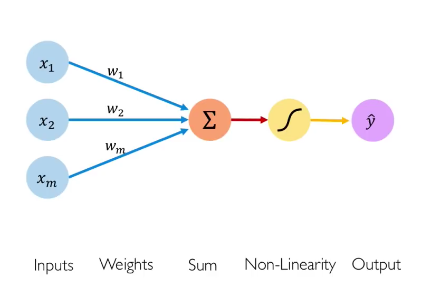 x₁
w₁
x₂
w₂
Σ
ŷ
xₘ
wₘ
Inputs Weights Sum Non-Linearity Output